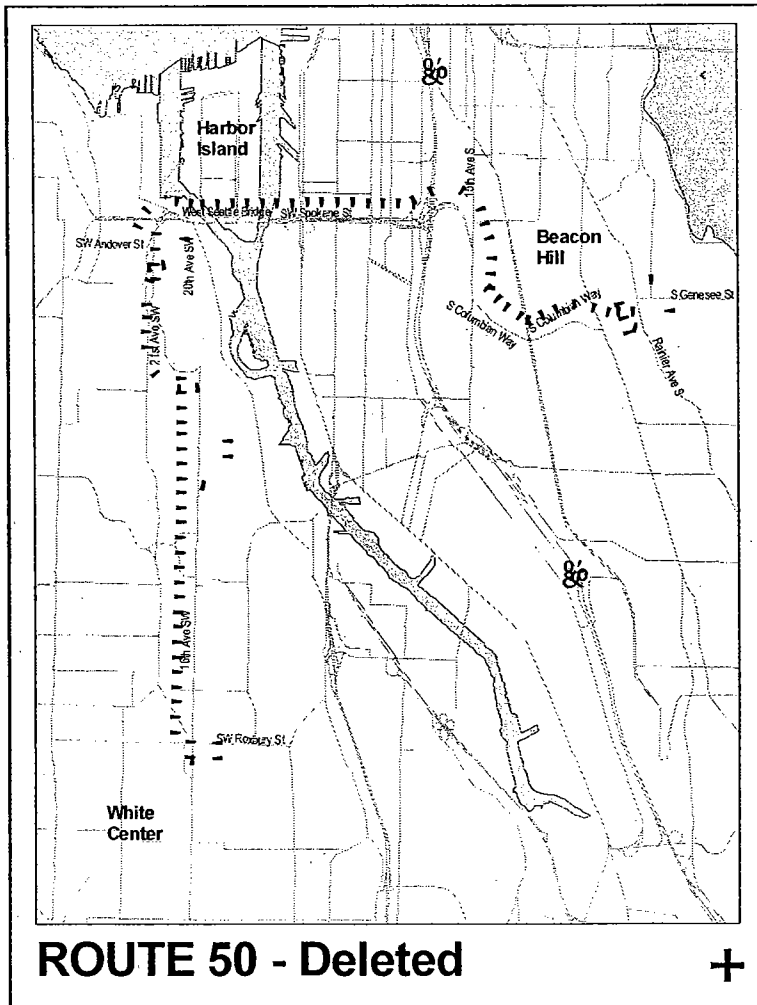 Harbor
Island
15th Ave S
West Seattle Bridge
SW Spokane St
SW Andover St
20th Ave SW
Beacon
Hill
S Genesee St
S Columbian Way
S Columbian Way
21st Ave SW
Rainier Ave S
16th Ave SW
SW Roxbury St
White
Center
ROUTE 50 - Deleted